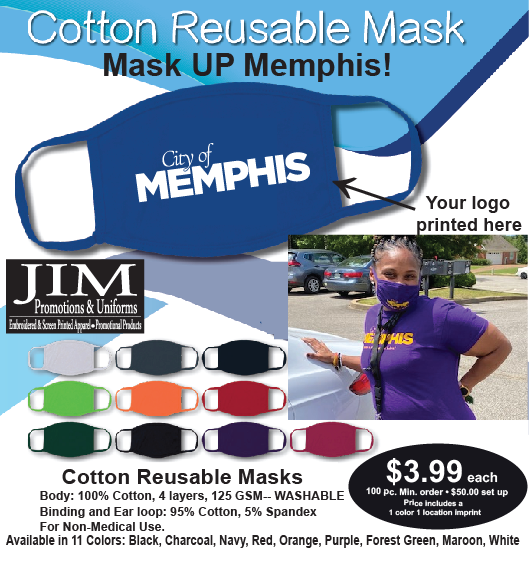 Cotton Reusable Mask
Mask UP Memphis!
City of
MEMPHIS
Your logo
printed here
JIM
Promotions & Uniforms
Embroidered & Screen Printed Apparel • Promotional Products
Cotton Reusable Masks
Body: 100% Cotton, 4 layers, 125 GSM-- WASHABLE
Binding and Ear loop: 95% Cotton, 5% Spandex
For Non-Medical Use.
Available in 11 Colors: Black, Charcoal, Navy, Red, Orange, Purple, Forest Green, Maroon, White
$3.99 each
100 pc. Min. order • $50.00 set up
Price includes a
1 color 1 location imprint